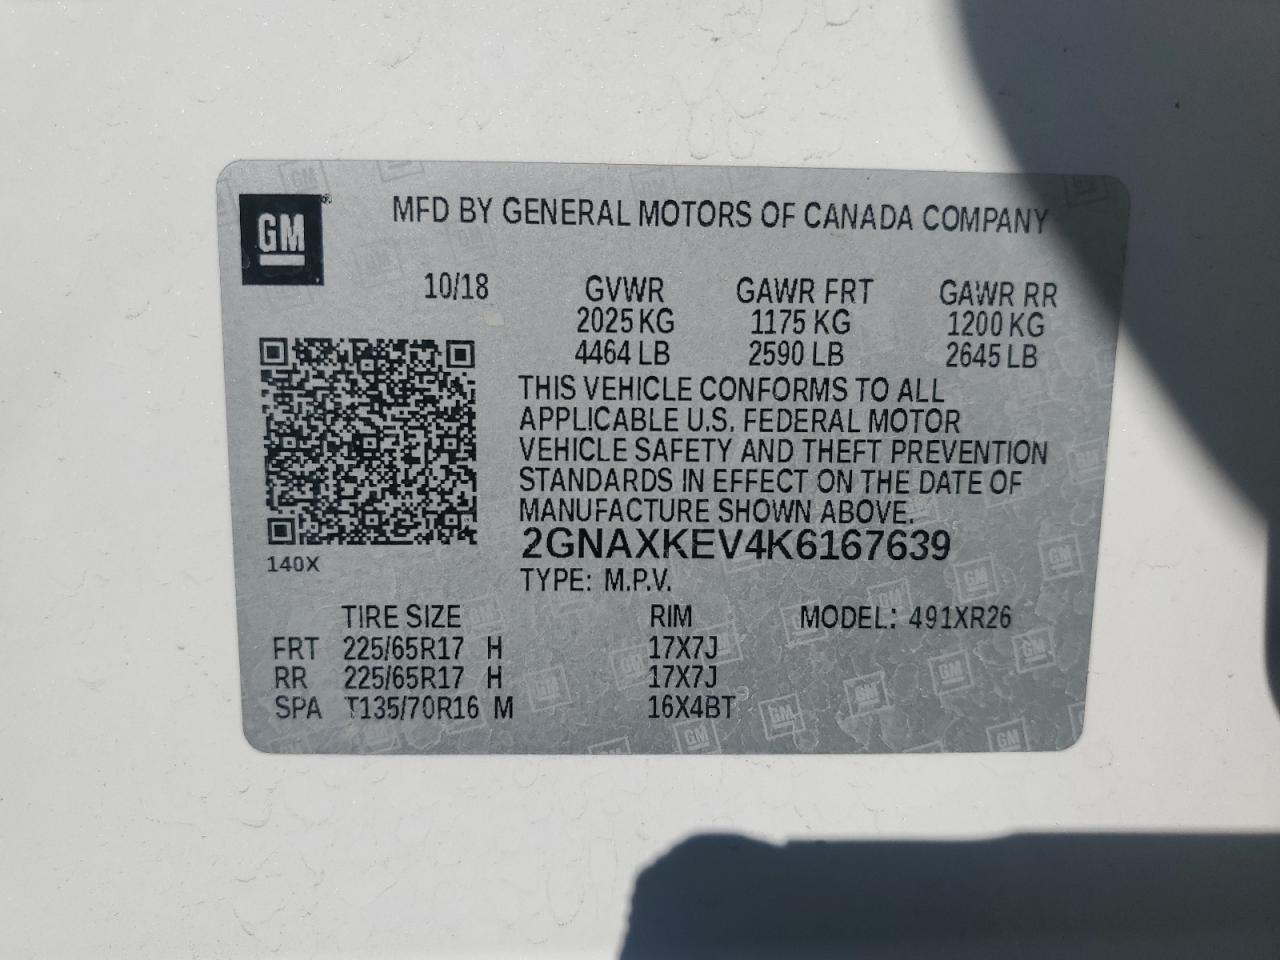 GM
MFD BY GENERAL MOTORS OF CANADA COMPANY
10/18 GVWR GAWR FRT GAWR RR
2025 KG 1175 KG 1200 KG
4464 LB 2590 LB 2645 LB
THIS VEHICLE CONFORMS TO ALL
APPLICABLE U.S. FEDERAL MOTOR
VEHICLE SAFETY AND THEFT PREVENTION
STANDARDS IN EFFECT ON THE DATE OF
MANUFACTURE SHOWN ABOVE.
2GNAXKEV4K6167639
140X
TYPE: M.P.V.
TIRE SIZE RIM MODEL: 491XR26
FRT 225/65R17 H 17X7J
RR 225/65R17 H 17X7J
SPA T135/70R16 M 16X4BT